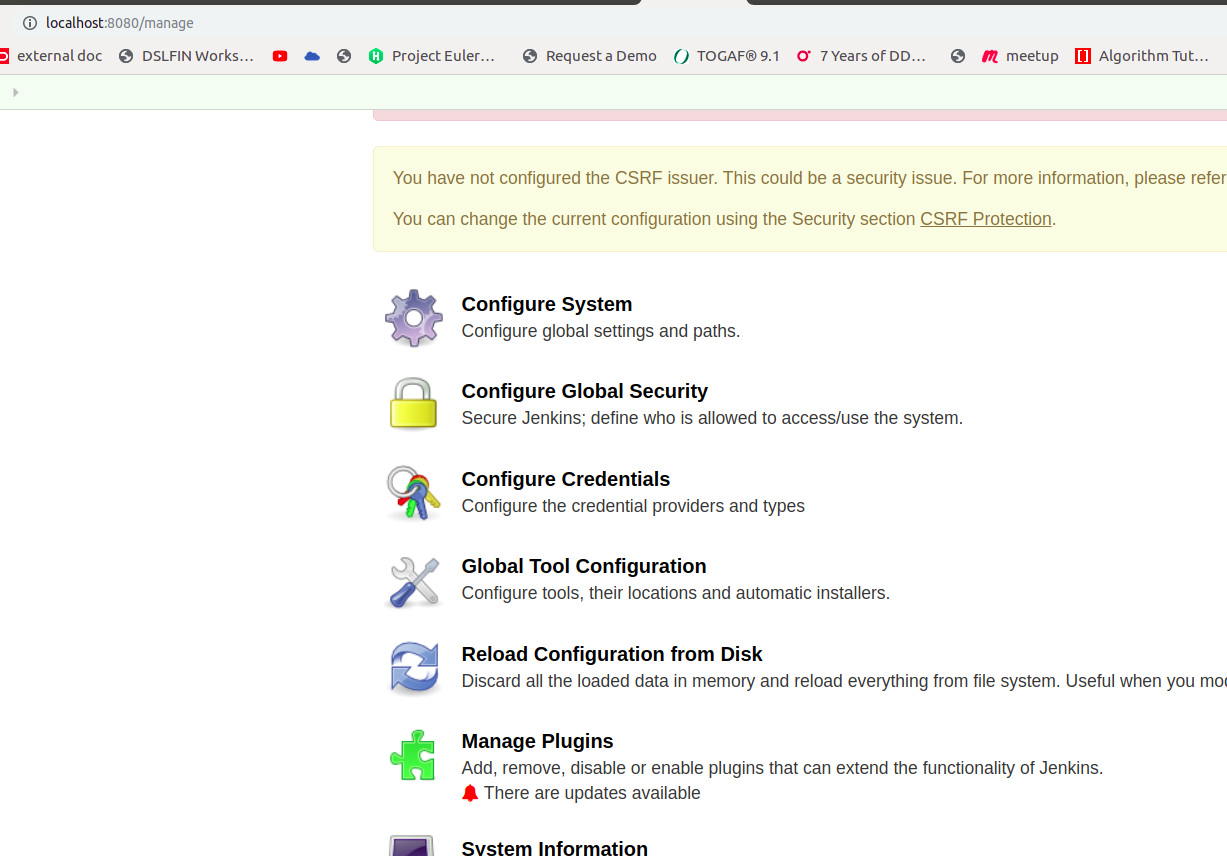 localhost:8080/manage
external doc DSLFIN Works... Project Euler... Request a Demo TOGAF® 9.1 7 Years of DD... meetup Algorithm Tut...
You have not configured the CSRF issuer. This could be a security issue. For more information, please refer
You can change the current configuration using the Security section CSRF Protection.
Configure System
Configure global settings and paths.
Configure Global Security
Secure Jenkins; define who is allowed to access/use the system.
Configure Credentials
Configure the credential providers and types
Global Tool Configuration
Configure tools, their locations and automatic installers.
Reload Configuration from Disk
Discard all the loaded data in memory and reload everything from file system. Useful when you
Manage Plugins
Add, remove, disable or enable plugins that can extend the functionality of Jenkins.
There are updates available
System Information